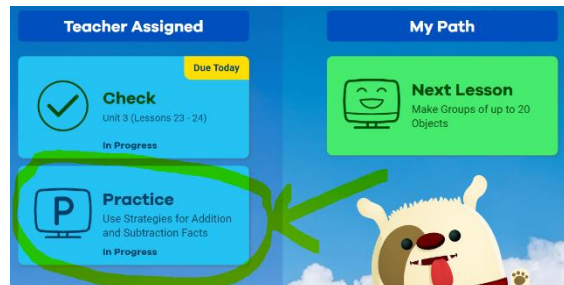 Teacher Assigned
Due Today
Check
Unit 3 (Lessons 23 - 24)
In Progress
P
Practice
Use Strategies for Addition
and Subtraction Facts
In Progress
My Path
Next Lesson
Make Groups of up to 20
Objects